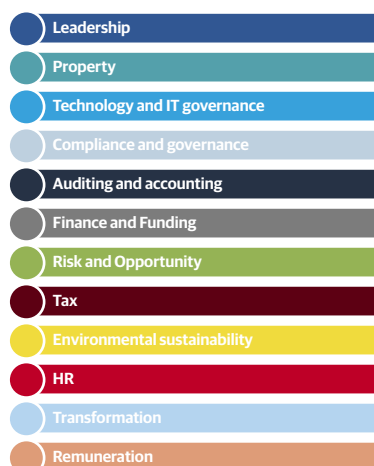 Leadership
Property
Technology and IT governance
Compliance and governance
Auditing and accounting
Finance and Funding
Risk and Opportunity
Tax
Environmental sustainability
HR
Transformation
Remuneration